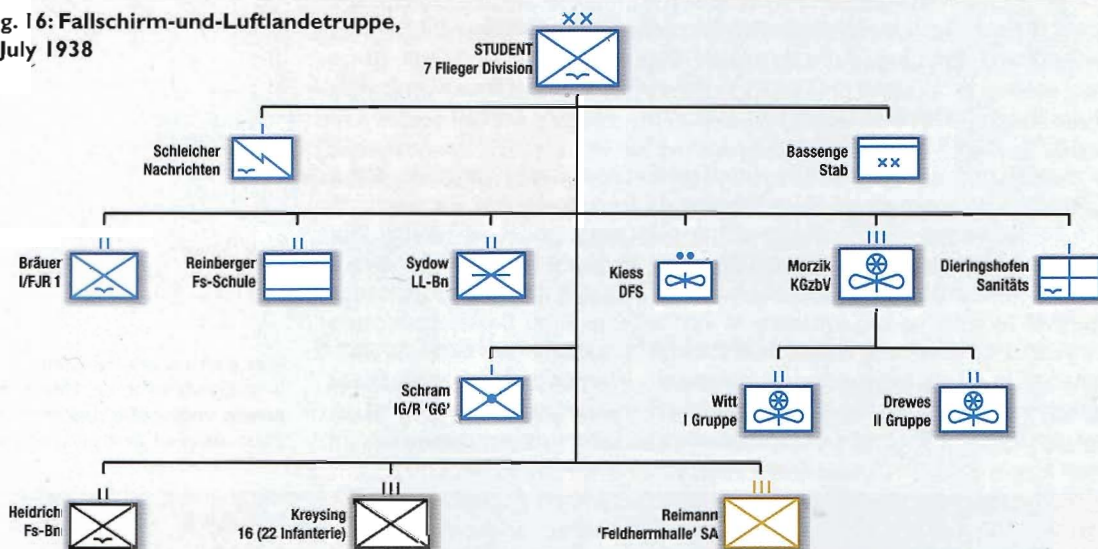 g. 16: Fallschirm-und-Luftlandetruppe,
July 1938
STUDENT
7 Flieger Division
Schleicher
Nachrichten
Bassenge
Stab
Bräuer
I/FJR 1
Reinberger
Fs-Schule
Sydow
LL-Bn
Kiess
DFS
Morzik
KGzbV
Dieringshofen
Sanitäts
Schram
IG/R 'GG'
Witt
I Gruppe
Drewes
II Gruppe
Heidrich
Fs-Bn
Kreysing
16 (22 Infanterie)
Reimann
'Feldherrnhalle' SA